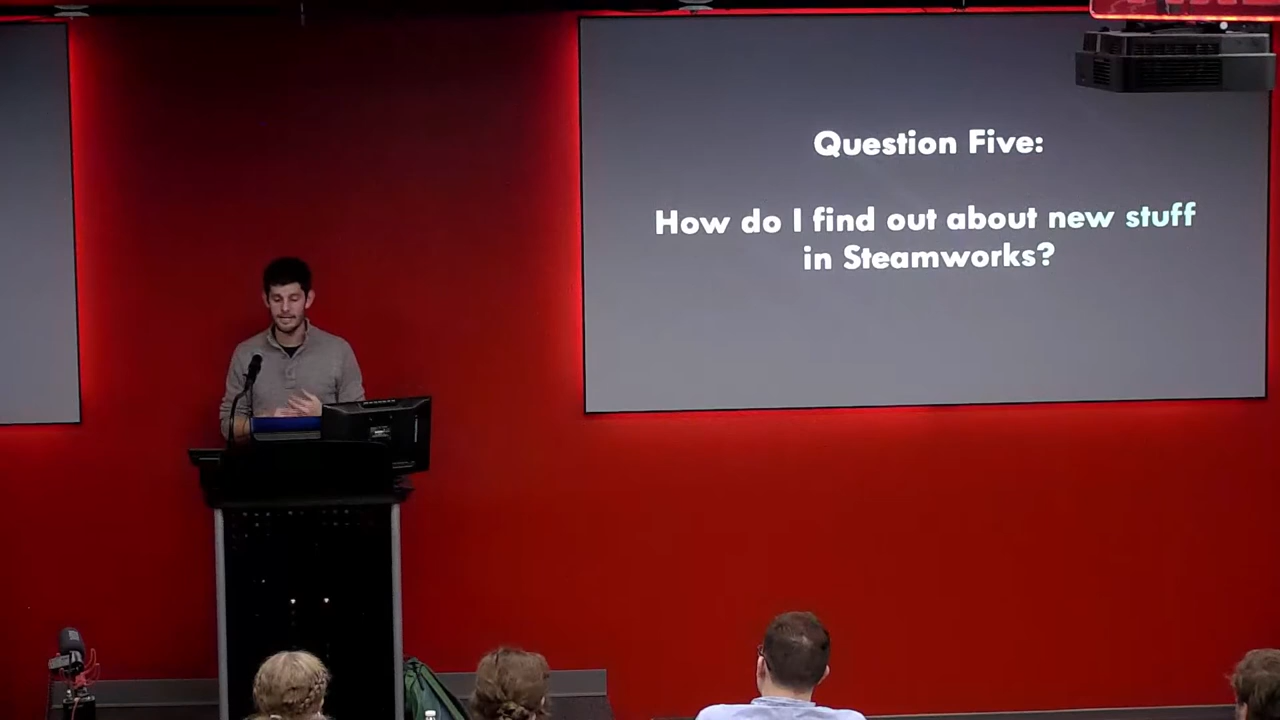 Question Five:
How do I find out about new stuff
in Steamworks?